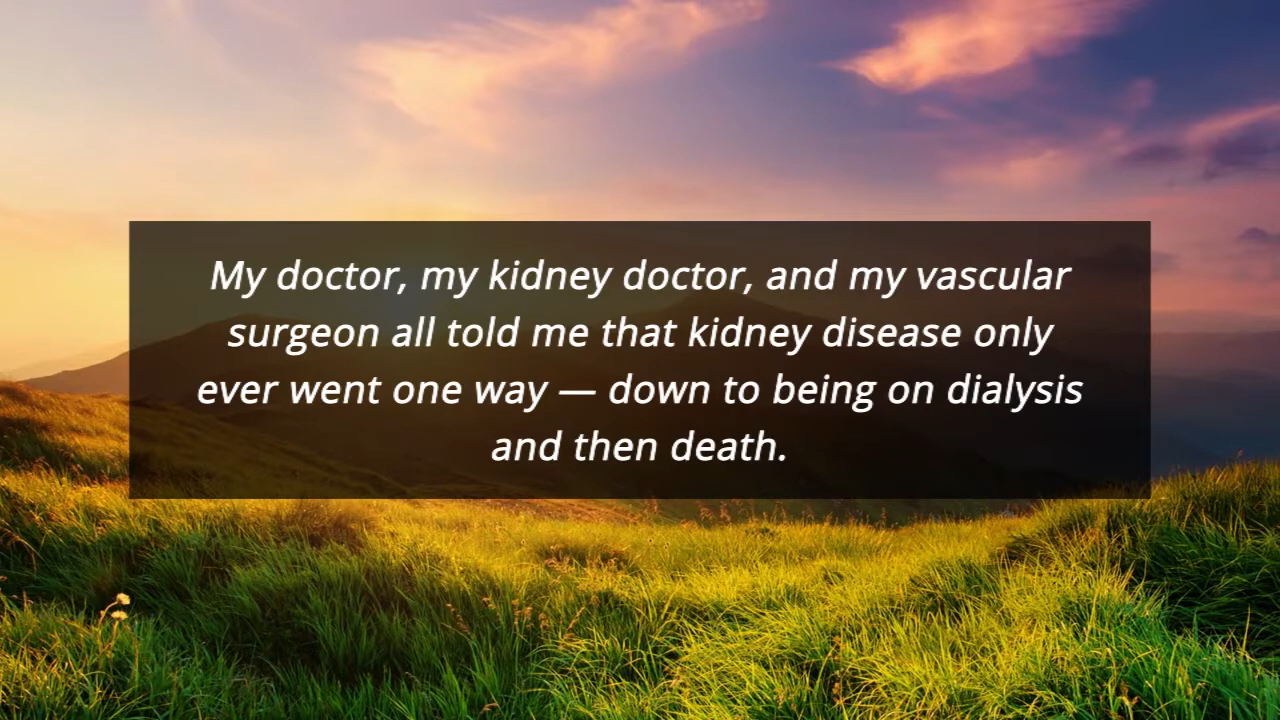 My doctor, my kidney doctor, and my vascular
surgeon all told me that kidney disease only
ever went one way — down to being on dialysis
and then death.